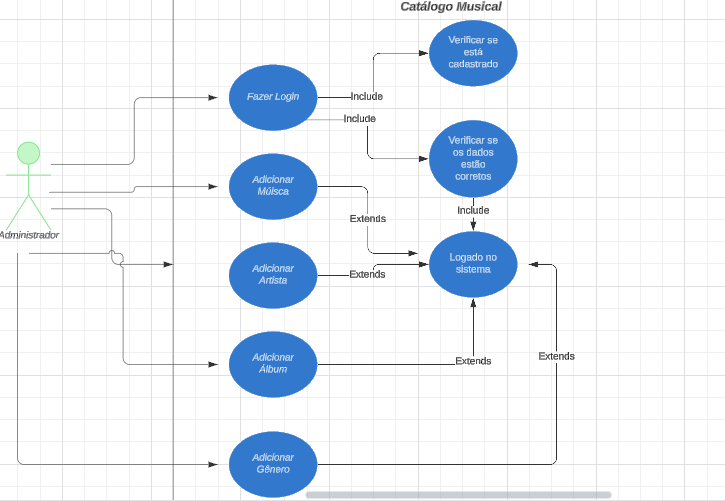 Catálogo Musical
Verificar se
está
cadastrado
Fazer Login
Include
Include
Verificar se
os dados
estão
corretos
Adicionar
Múisca
Include
Extends
Administrador
Adicionar
Artista
Extends
Logado no
sistema
Adicionar
Álbum
Extends
Extends
Adicionar
Gênero